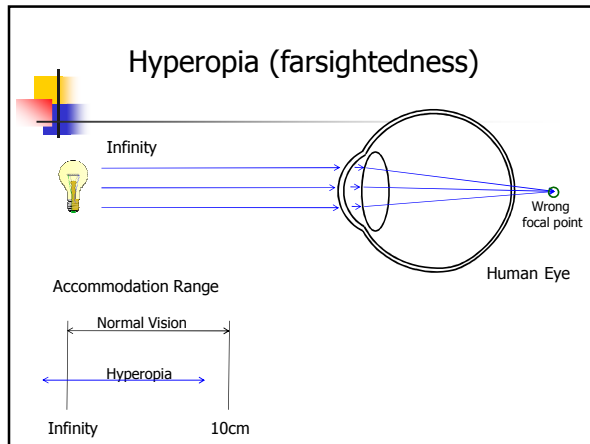 Hyperopia (farsightedness)
Infinity
Wrong
focal point
Human Eye
Accommodation Range
Normal Vision
Hyperopia
Infinity 10cm